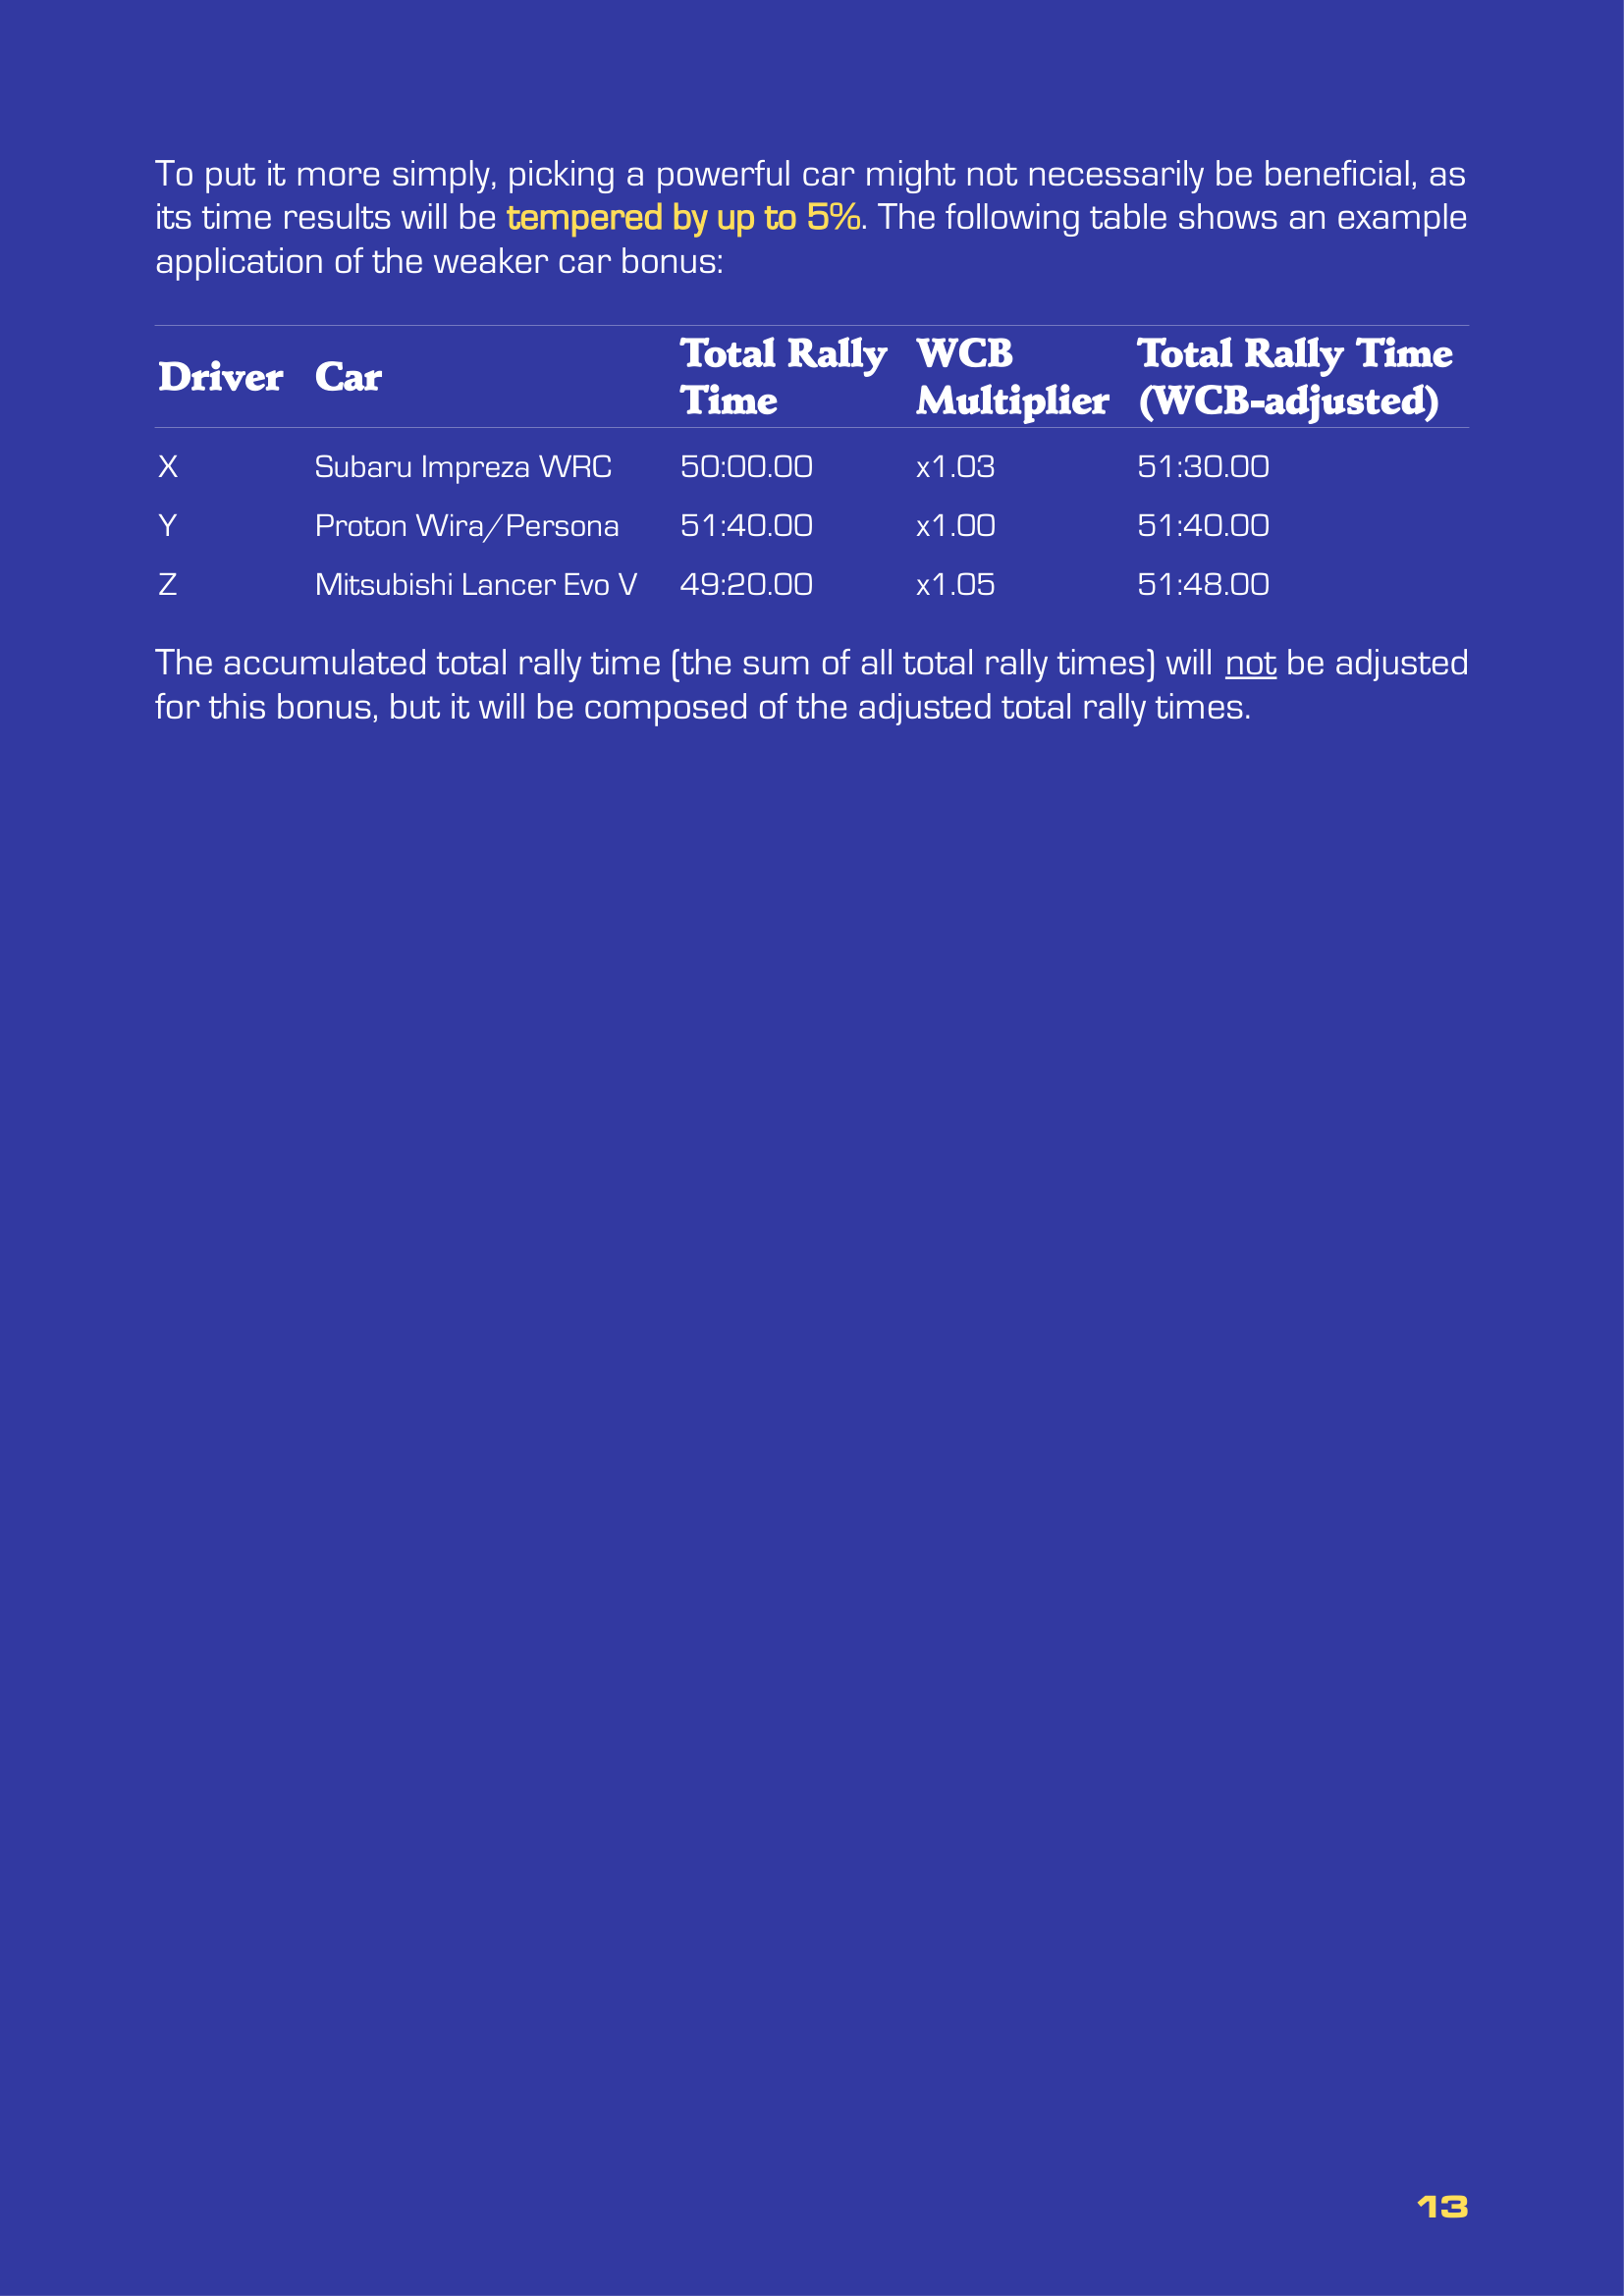 To put it more simply, picking a powerful car might not necessarily be beneficial, as
its time results will be tempered by up to 5%. The following table shows an example
application of the weaker car bonus:
Driver Car Total Rally Time WCB Multiplier Total Rally Time (WCB-adjusted)
X Subaru Impreza WRC 50:00.00 x1.03 51:30.00
Y Proton Wira/Persona 51:40.00 x1.00 51:40.00
Z Mitsubishi Lancer Evo V 49:20.00 x1.05 51:48.00
The accumulated total rally time (the sum of all total rally times) will not be adjusted
for this bonus, but it will be composed of the adjusted total rally times.
13